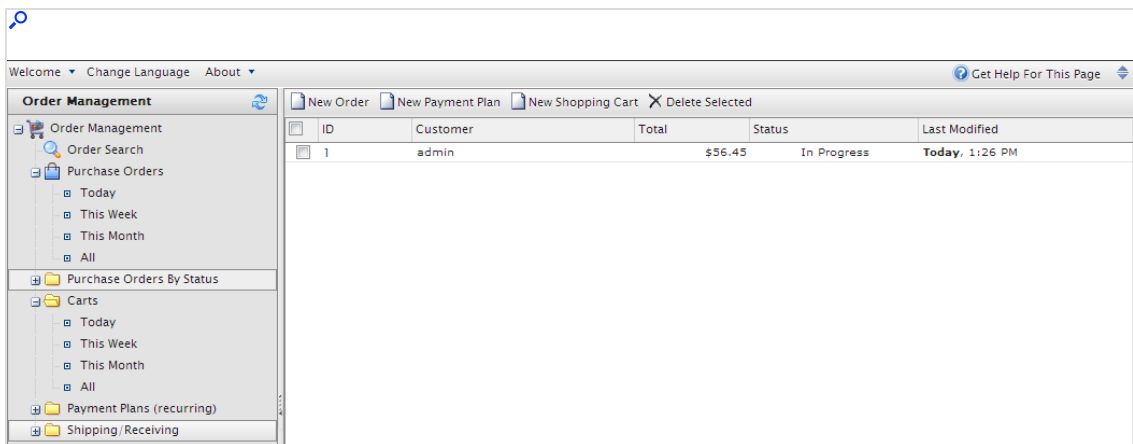 Welcome Change Language About Get Help For This Page
Order Management
New Order New Payment Plan New Shopping Cart Delete Selected
ID Customer Total Status Last Modified
1 admin $56.45 In Progress Today, 1:26 PM
Order Management
Order Search
Purchase Orders
Today
This Week
This Month
All
Purchase Orders By Status
Carts
Today
This Week
This Month
All
Payment Plans (recurring)
Shipping/Receiving